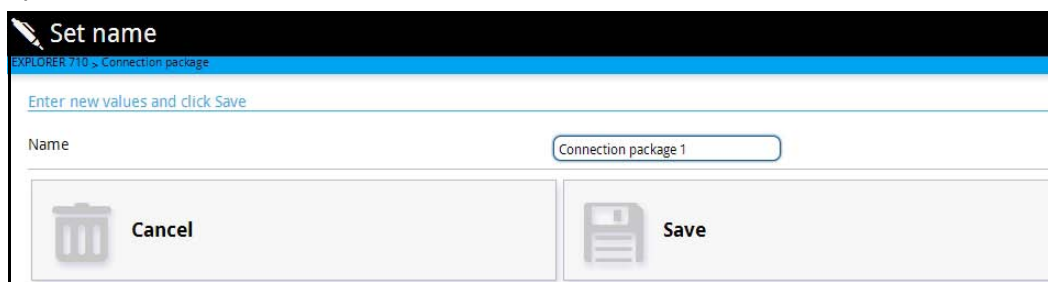 Set name
EXPLORER 710 > Connection package
Enter new values and click Save
Name
Connection package 1
Cancel
Save